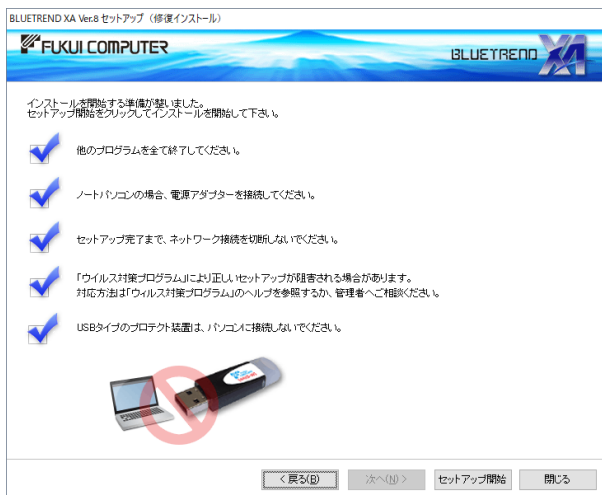 BLUETREND XA Ver.8 セットアップ（修復インストール）
FUKUI COMPUTER
BLUETREND XA
インストールを開始する準備が整いました。
セットアップ開始をクリックしてインストールを開始して下さい。
他のプログラムを全て終了してください。
ノートパソコンの場合、電源アダプターを接続してください。
セットアップ完了まで、ネットワーク接続を切断しないでください。
「ウイルス対策プログラム」により正しいセットアップが阻害される場合があります。
対応方法は「ウィルス対策プログラム」のヘルプを参照するか、管理者へご相談ください。
USBタイプのプロテクト装置は、パソコンに接続しないでください。
< 戻る(B)
次へ(N) >
セットアップ開始
閉じる